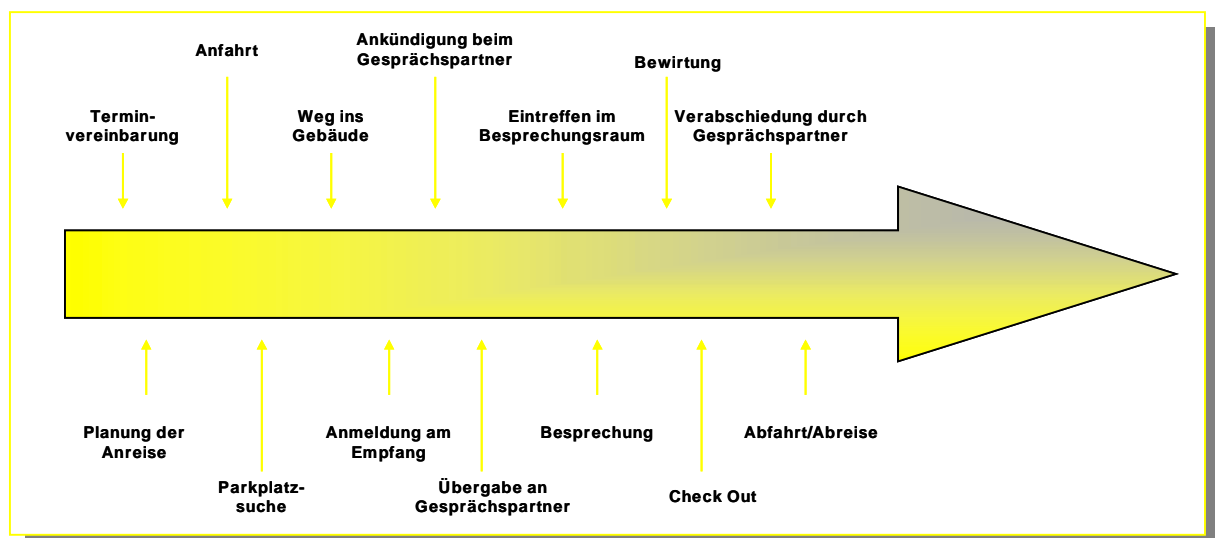 Anfahrt
Ankündigung beim
Gesprächspartner
Bewirtung
Termin-
vereinbarung
Weg ins
Gebäude
Eintreffen im
Besprechungsraum
Verabschiedung durch
Gesprächspartner
Planung der
Anreise
Anmeldung am
Empfang
Besprechung
Abfahrt/Abreise
Parkplatz-
suche
Übergabe an
Gesprächspartner
Check Out